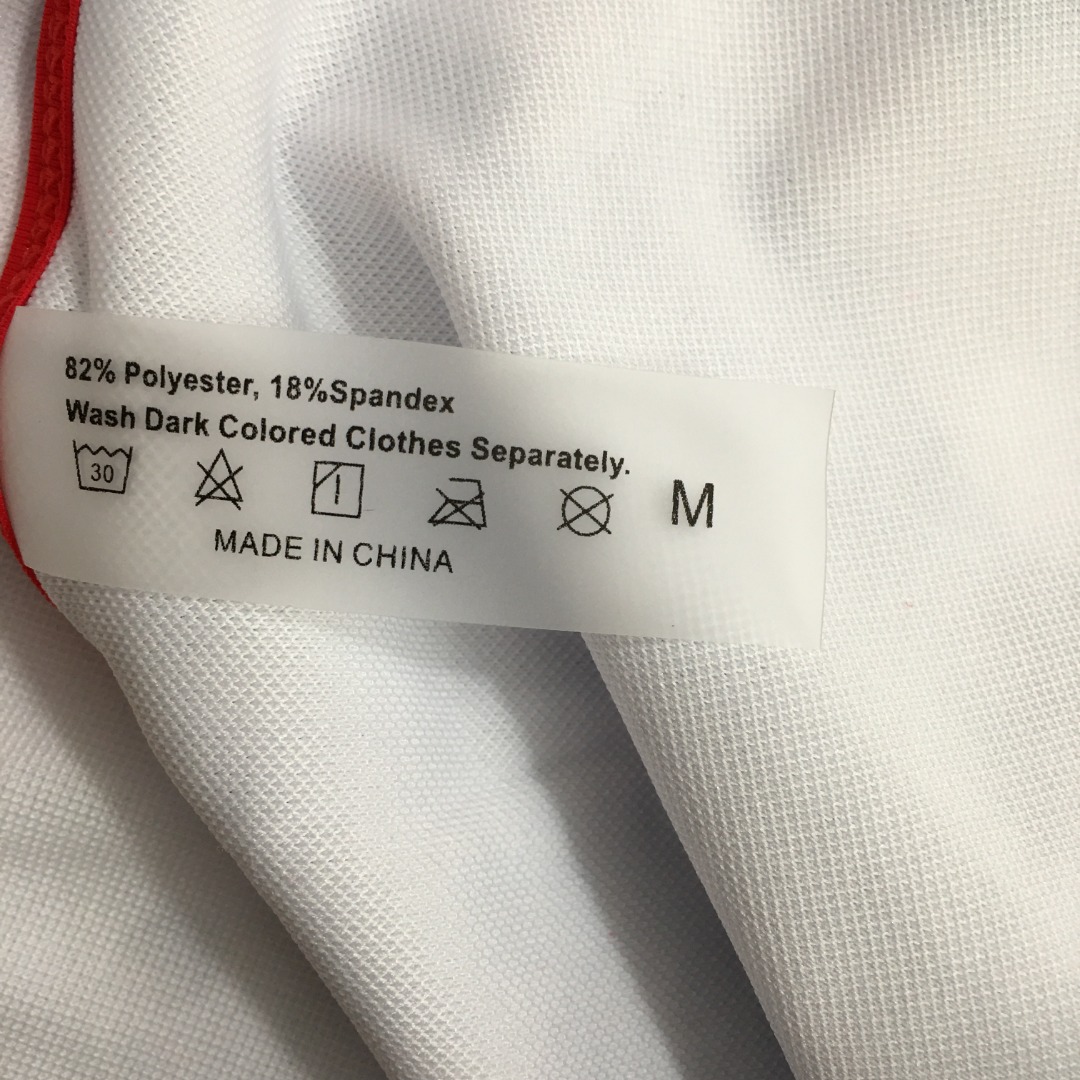 82% Polyester, 18%Spandex
Wash Dark Colored Clothes Separately.
30
M
MADE IN CHINA